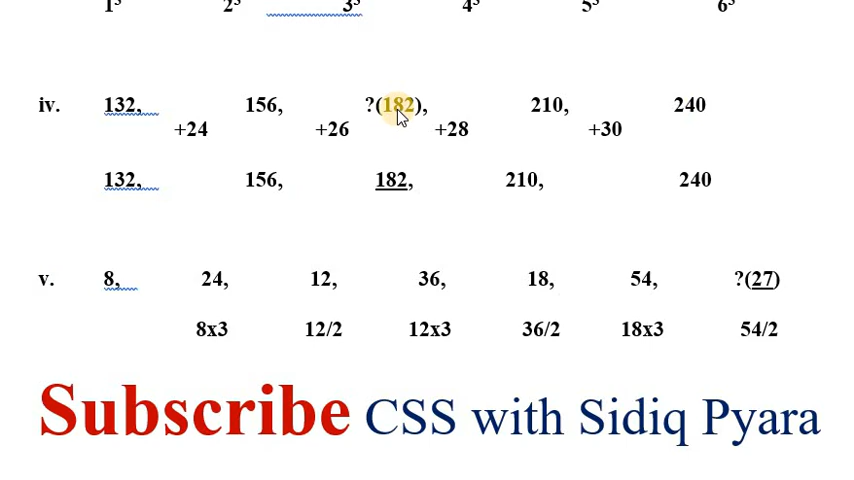 1³ 2³ 3³ 4³ 5³ 6³
iv. 132, 156, ?(182), 210, 240
+24 +26 +28 +30
132, 156, 182, 210, 240
v. 8, 24, 12, 36, 18, 54, ?(27)
8x3 12/2 12x3 36/2 18x3 54/2
Subscribe CSS with Sidiq Pyara